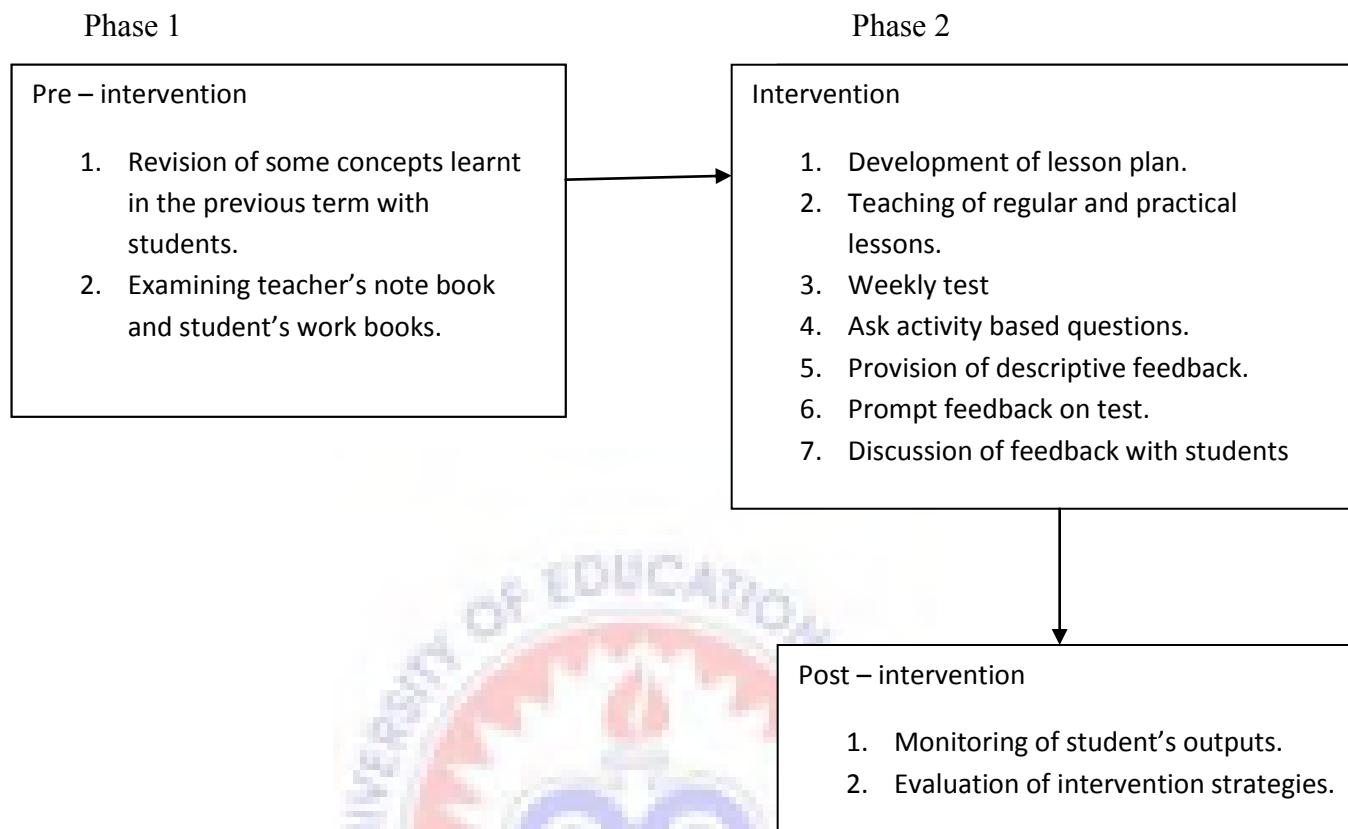 Phase 1
Pre – intervention
1. Revision of some concepts learnt
in the previous term with
students.
2. Examining teacher’s note book
and student’s work books.
Phase 2
Intervention
1. Development of lesson plan.
2. Teaching of regular and practical
lessons.
3. Weekly test
4. Ask activity based questions.
5. Provision of descriptive feedback.
6. Prompt feedback on test.
7. Discussion of feedback with students
Post – intervention
1. Monitoring of student’s outputs.
2. Evaluation of intervention strategies.
OF EDUCATION